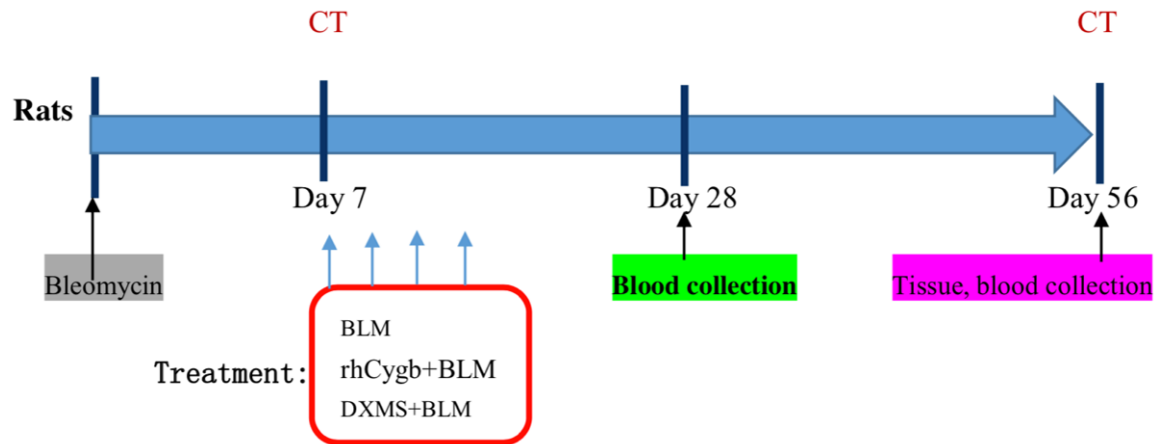 CT CT
Rats
Day 7 Day 28 Day 56
Bleomycin Blood collection Tissue, blood collection
BLM
Treatment: rhCygb+BLM
DXMS+BLM